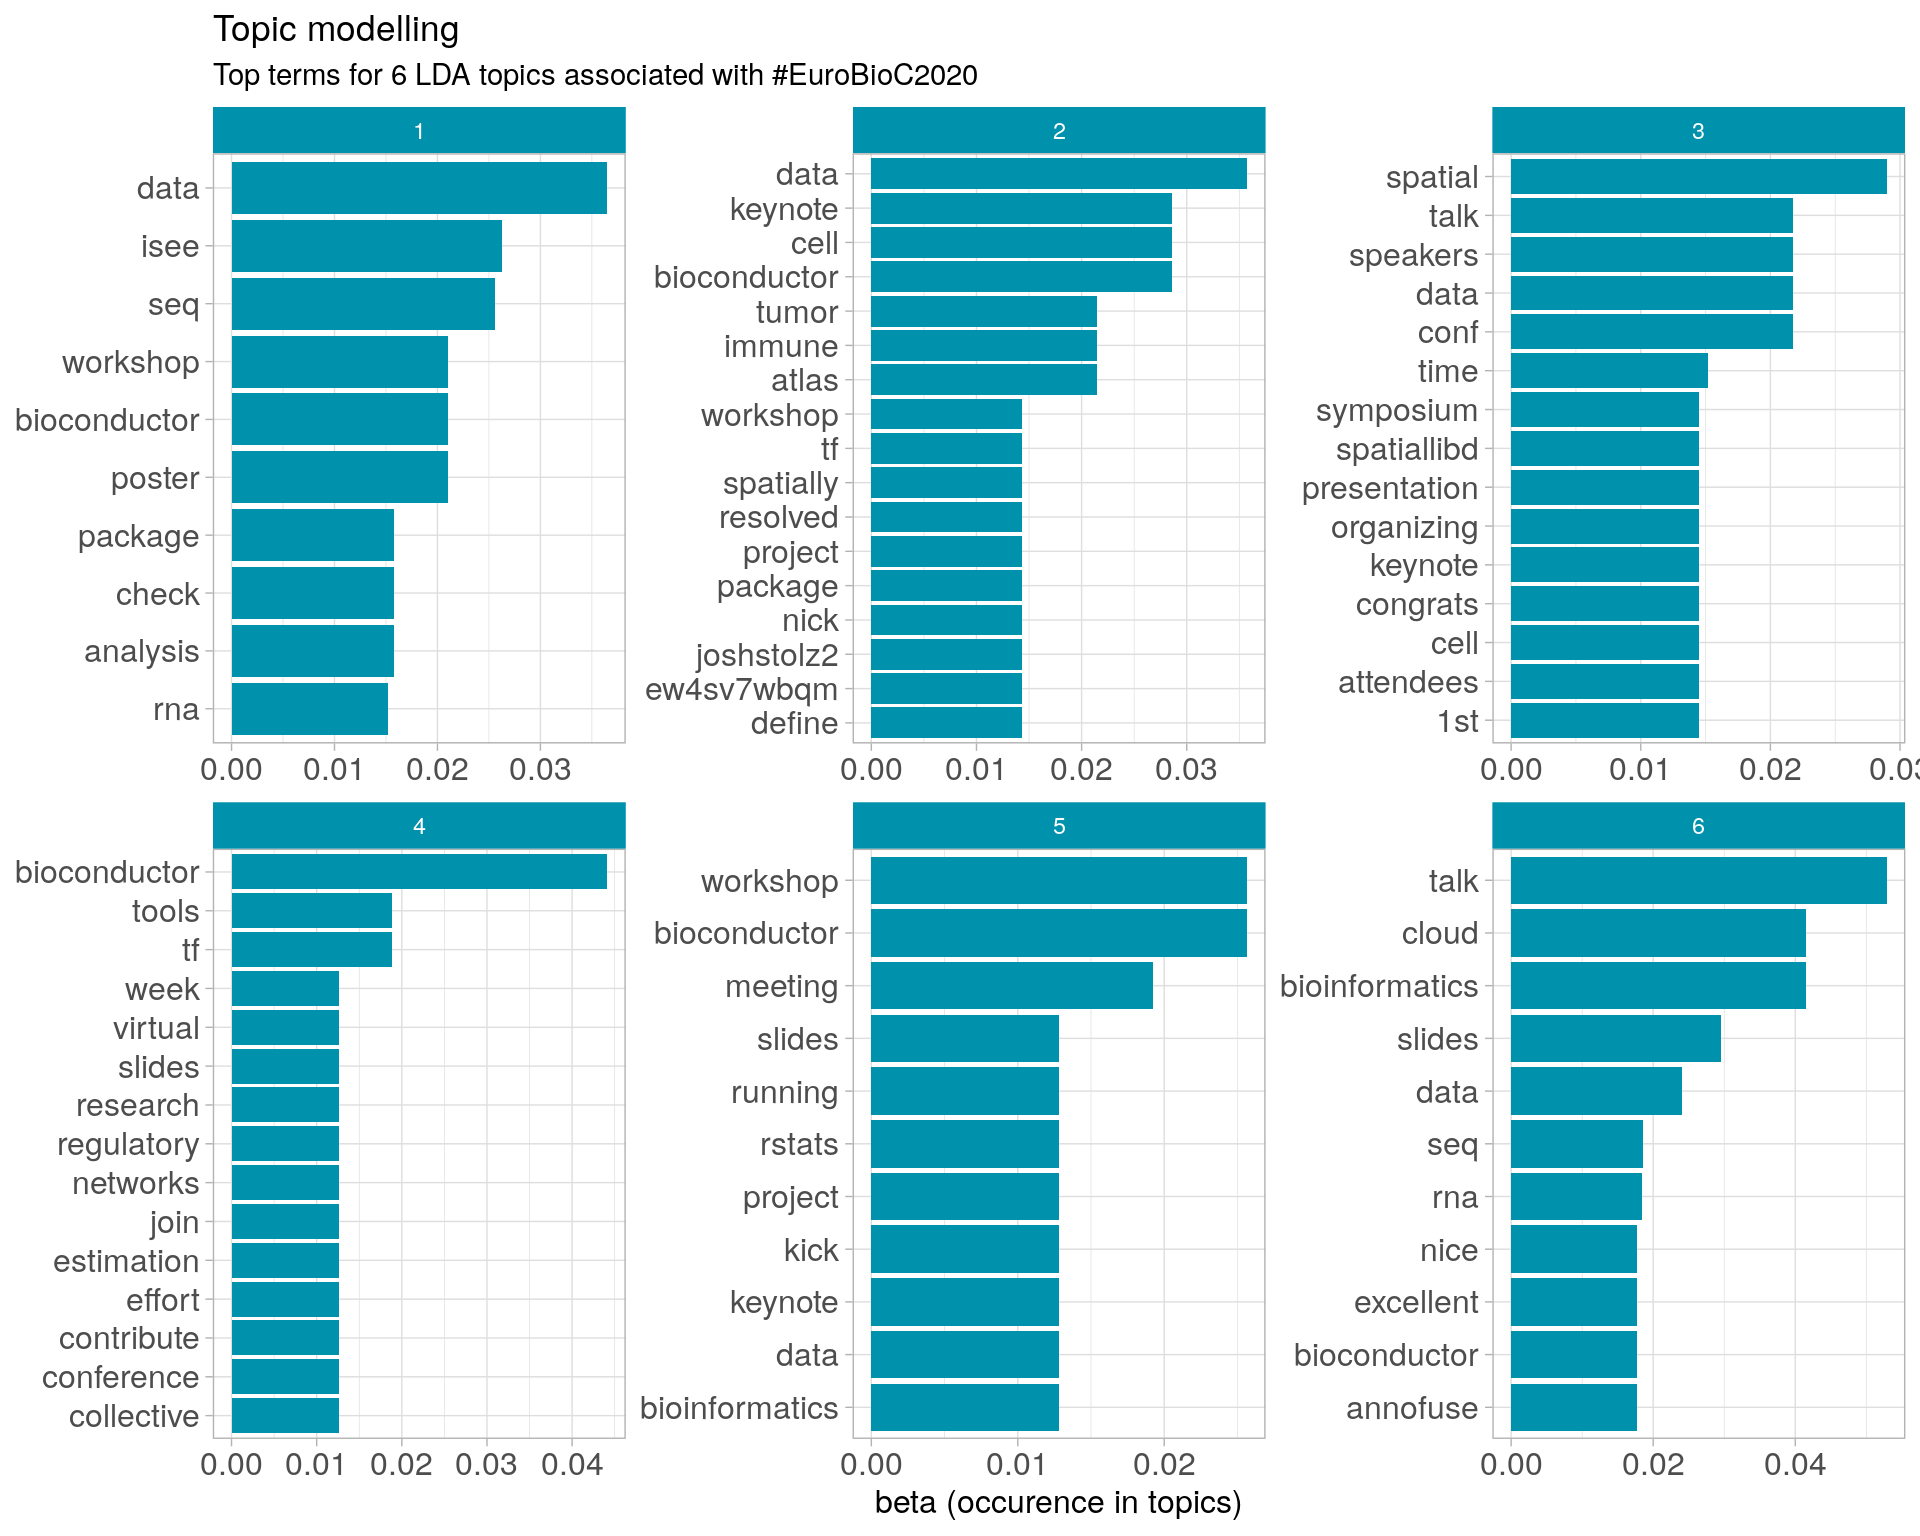 Topic modelling
Top terms for 6 LDA topics associated with #EuroBioC2020
1
data
isee
seq
workshop
bioconductor
poster
package
check
analysis
rna
0.00 0.01 0.02 0.03
2
data
keynote
cell
bioconductor
tumor
immune
atlas
workshop
tf
spatially
resolved
project
package
nick
joshstolz2
ew4sv7wbqm
define
0.00 0.01 0.02 0.03
3
spatial
talk
speakers
data
conf
time
symposium
spatiallibd
presentation
organizing
keynote
congrats
cell
attendees
1st
0.00 0.01 0.02 0.03
4
bioconductor
tools
tf
week
virtual
slides
research
regulatory
networks
join
estimation
effort
contribute
conference
collective
0.00 0.01 0.02 0.03 0.04
5
workshop
bioconductor
meeting
slides
running
rstats
project
kick
keynote
data
bioinformatics
0.00 0.01 0.02
6
talk
cloud
bioinformatics
slides
data
seq
rna
nice
excellent
bioconductor
annofuse
0.00 0.02 0.04
beta (occurence in topics)